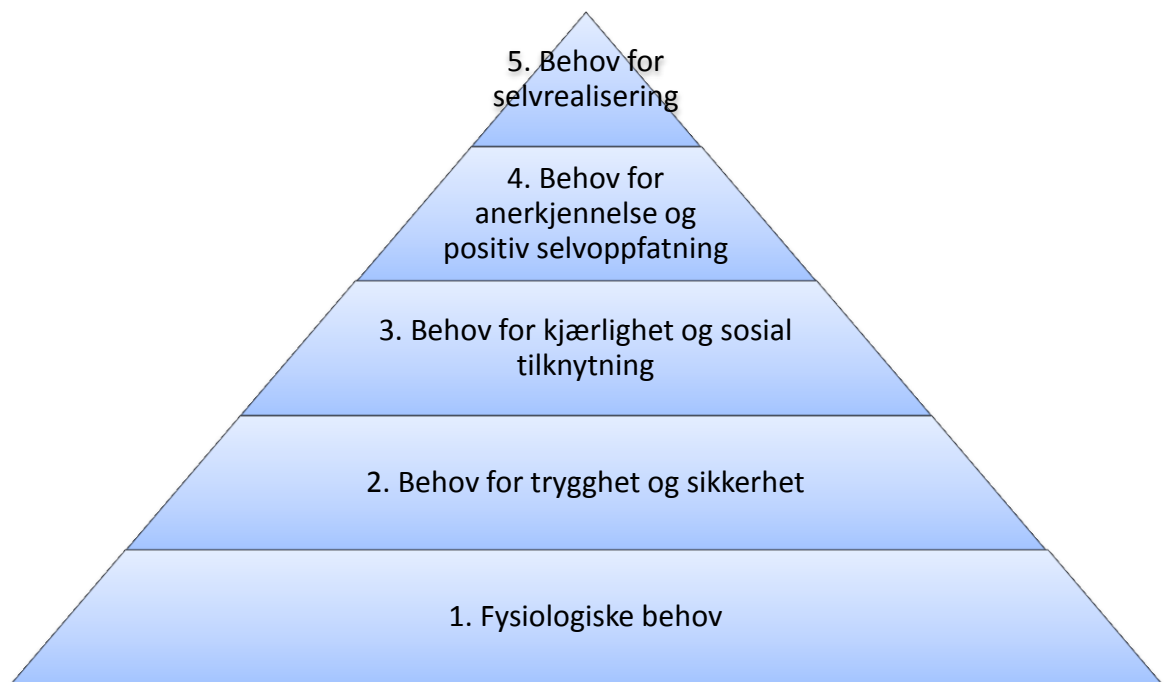 5. Behov for
selvrealisering
4. Behov for
anerkjennelse og
positiv selvoppfatning
3. Behov for kjærlighet og sosial
tilknytning
2. Behov for trygghet og sikkerhet
1. Fysiologiske behov